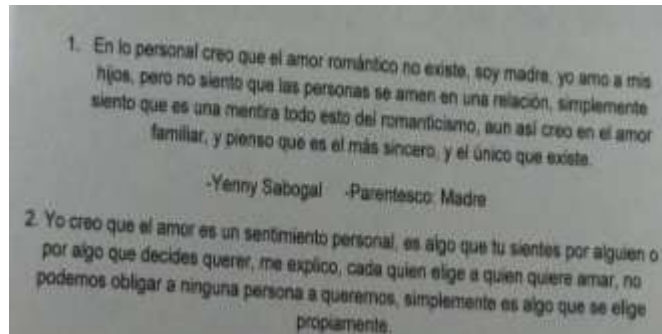 1. En lo personal creo que el amor romántico no existe, soy madre, yo amo a mis
hijos, pero no siento que las personas se amen en una relación, simplemente
siento que es una mentira todo esto del romanticismo, aun así creo en el amor
familiar, y pienso que es el más sincero, y el único que existe.
-Yenny Sabogal -Parentesco: Madre
2. Yo creo que el amor es un sentimiento personal, es algo que tu sientes por alguien o
por algo que decides querer, me explico, cada quien elige a quien quiere amar, no
podemos obligar a ninguna persona a queremos, simplemente es algo que se elige
propiamente.